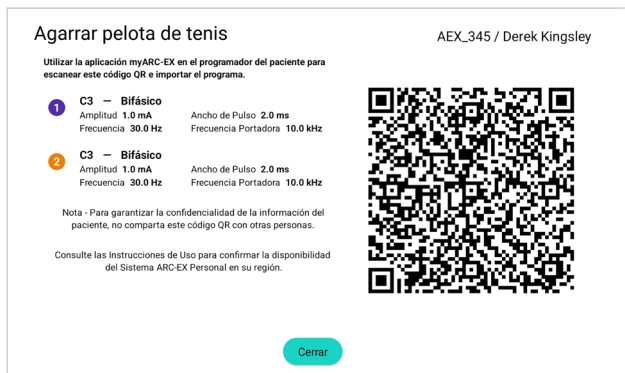 Agarrar pelota de tenis
AEX_345 / Derek Kingsley
Utilizar la aplicación myARC-EX en el programador del paciente para
escanear este código QR e importar el programa.
1
C3 — Bifásico
Amplitud 1.0 mA Ancho de Pulso 2.0 ms
Frecuencia 30.0 Hz Frecuencia Portadora 10.0 kHz
2
C3 — Bifásico
Amplitud 1.0 mA Ancho de Pulso 2.0 ms
Frecuencia 30.0 Hz Frecuencia Portadora 10.0 kHz
Nota - Para garantizar la confidencialidad de la información del
paciente, no comparta este código QR con otras personas.
Consulte las Instrucciones de Uso para confirmar la disponibilidad
del Sistema ARC-EX Personal en su región.
Cerrar